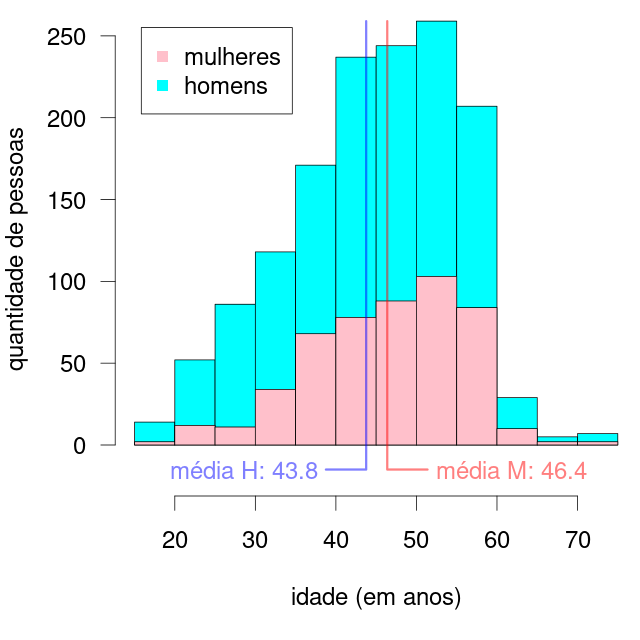 mulheres
homens
quantidade de pessoas
250
200
150
100
50
0
média H: 43.8
média M: 46.4
20 30 40 50 60 70
idade (em anos)